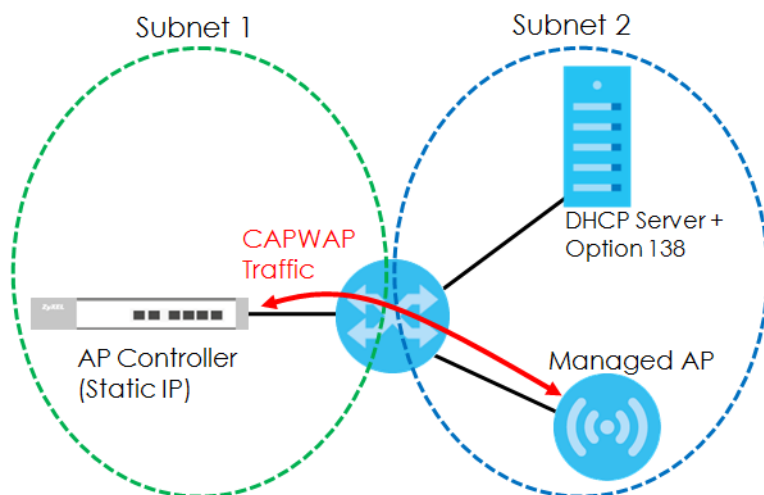 Subnet 1
Subnet 2
DHCP Server +
Option 138
CAPWAP
Traffic
ZyXEL
AP Controller
(Static IP)
Managed AP